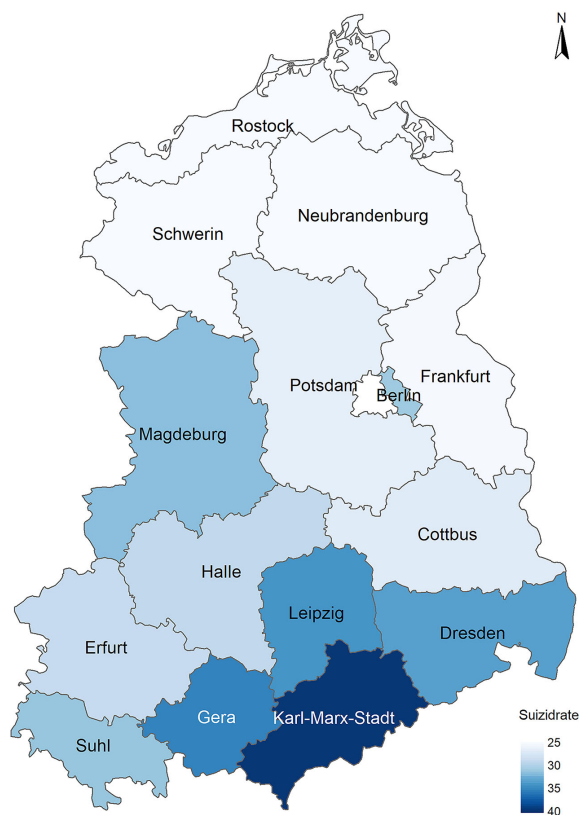 N
Rostock
Neubrandenburg
Schwerin
Potsdam
Berlin
Frankfurt
Magdeburg
Cottbus
Halle
Leipzig
Dresden
Erfurt
Gera
Karl-Marx-Stadt
Suhl
Suizidrate
25
30
35
40